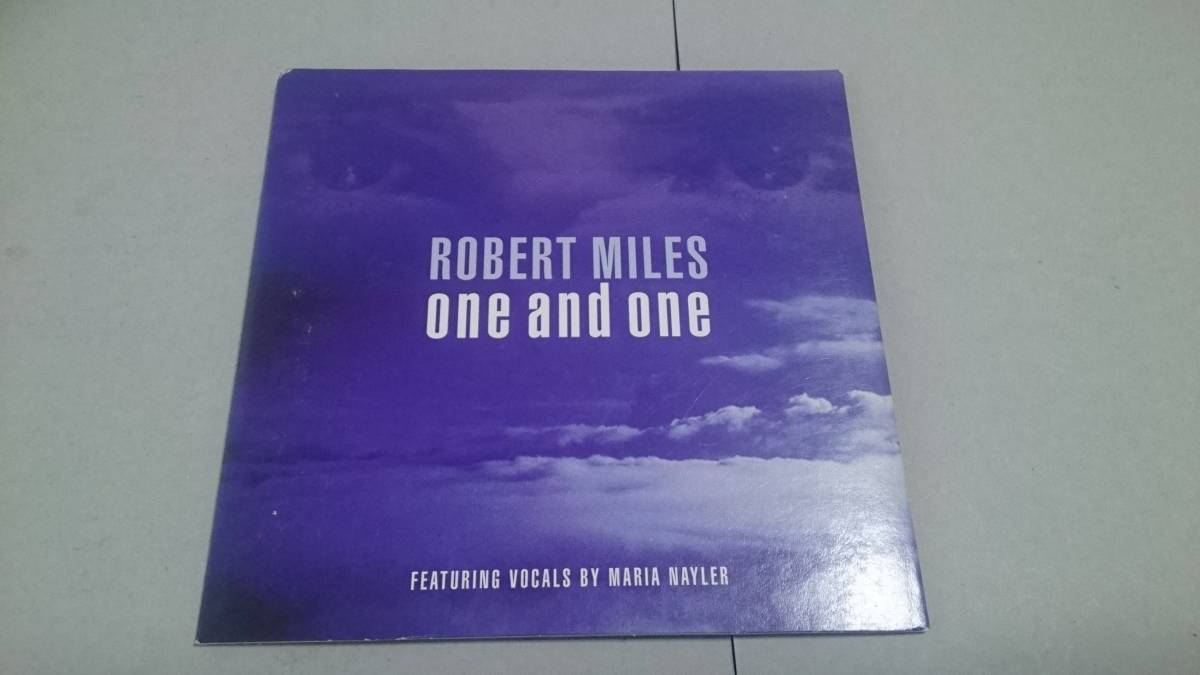 ROBERT MILES
one and one
FEATURING VOCALS BY MARIA NAYLER